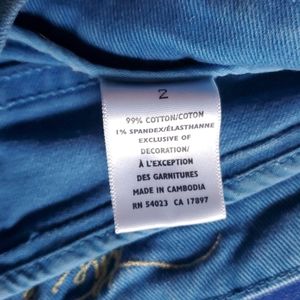 2
99% COTTON/COTON
1% SPANDEX/ÉLASTHANNE
EXCLUSIVE OF
DECORATION/
À L'EXCEPTION
DES GARNITURES
MADE IN CAMBODIA
RN 54023 CA 17897